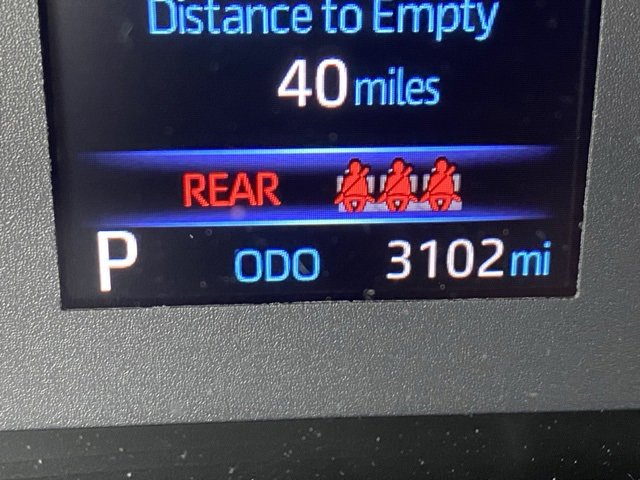 Distance to Empty
40 miles
REAR
P ODO 3102 mi